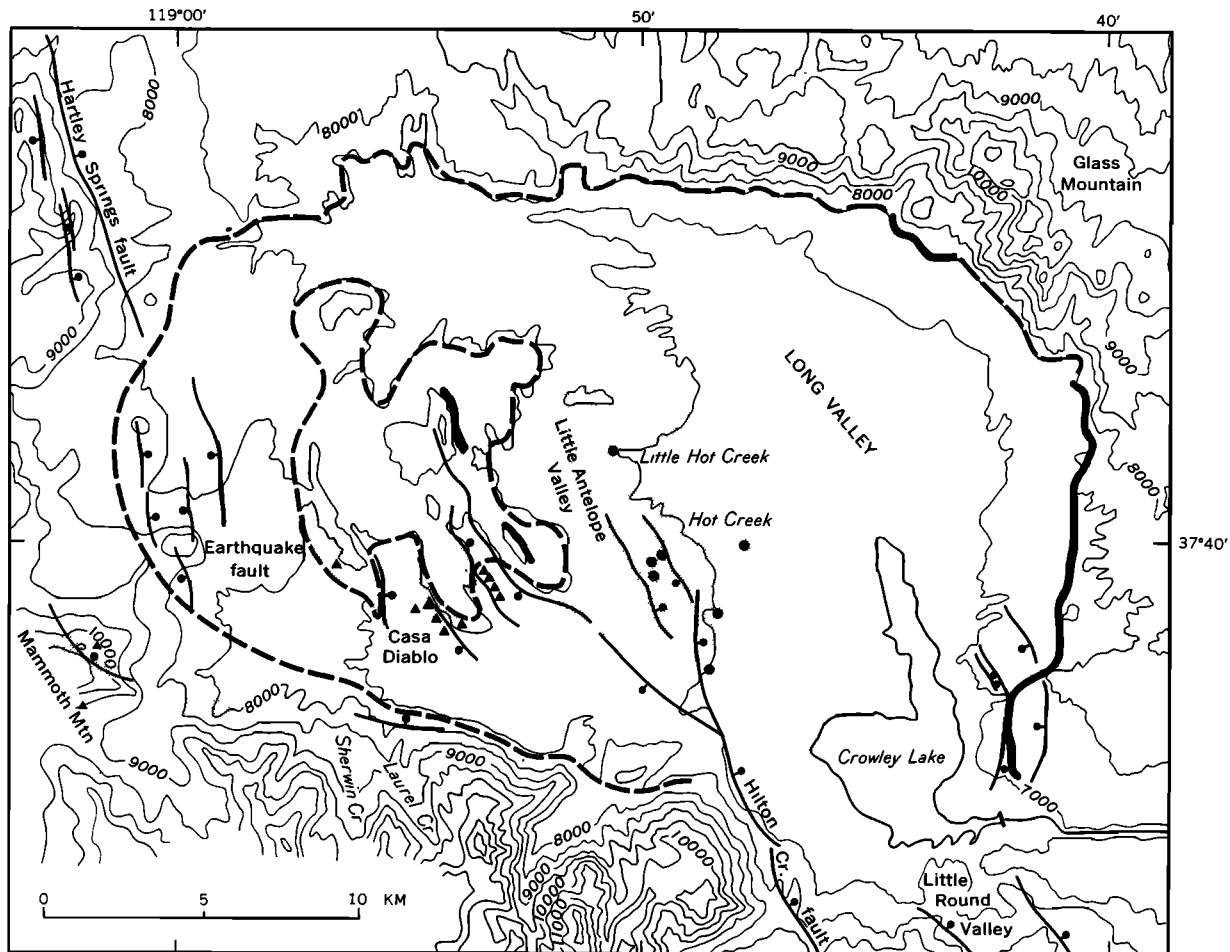 119°00'
50'
40'
Hartley Springs fault
8000
8000
9000
9000
10000
8000
Glass
Mountain
9000
9000
8000
LONG VALLEY
Little Antelope
Valley
Little Hot Creek
Hot Creek
37°40'
Earthquake
fault
Casa
Diablo
10000
Mammoth Mtn
8000
9000
9000
Sherwin Cr
Laurel Cr
Crowley Lake
7000
Hilton Cr. fault
8000
9000
10000
10000
Little
Round
Valley
0 5 10 KM